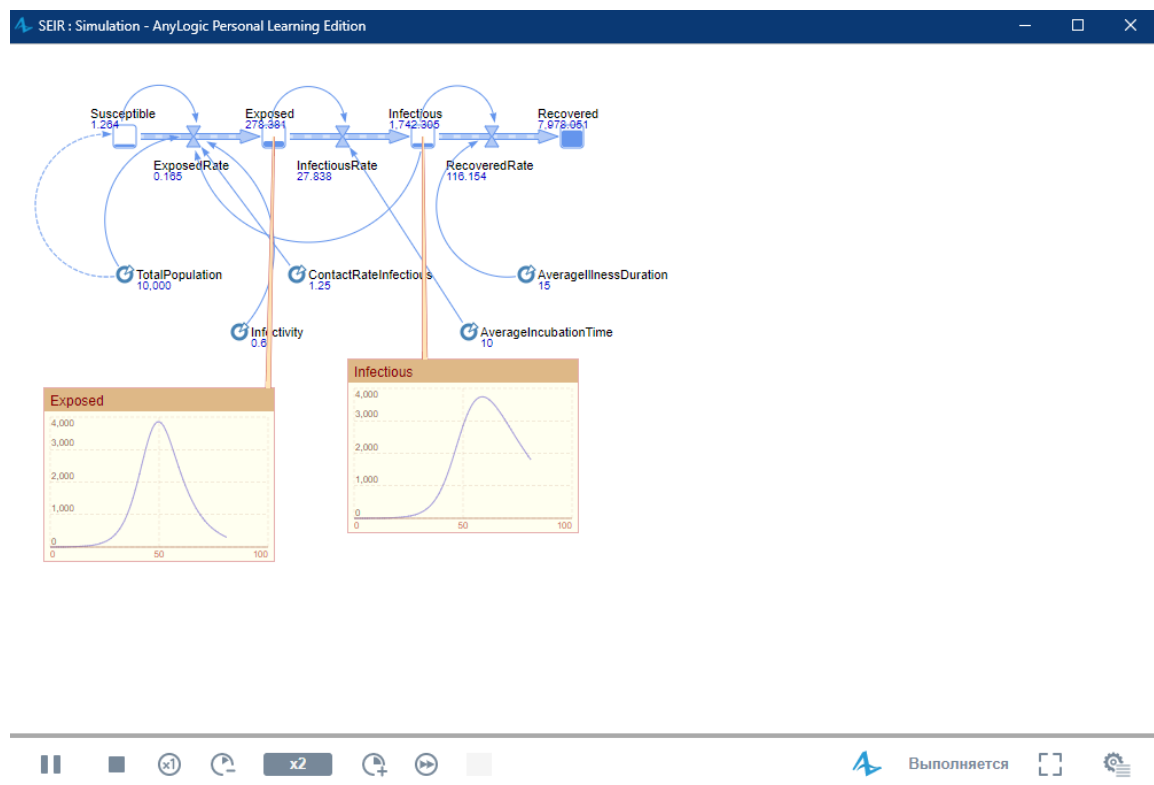 SEIR : Simulation - AnyLogic Personal Learning Edition
Susceptible
1.264
Exposed
278.381
Infectious
1,742.305
Recovered
7,978.051
ExposedRate
0.165
InfectiousRate
27.838
RecoveredRate
116.154
TotalPopulation
10,000
ContactRateInfectious
1.25
AverageIllnessDuration
15
Infectivity
0.6
AverageIncubationTime
10
Infectious
4,000
3,000
2,000
1,000
0
0 50 100
Exposed
4,000
3,000
2,000
1,000
0
0 50 100
x1
x2
Выполняется